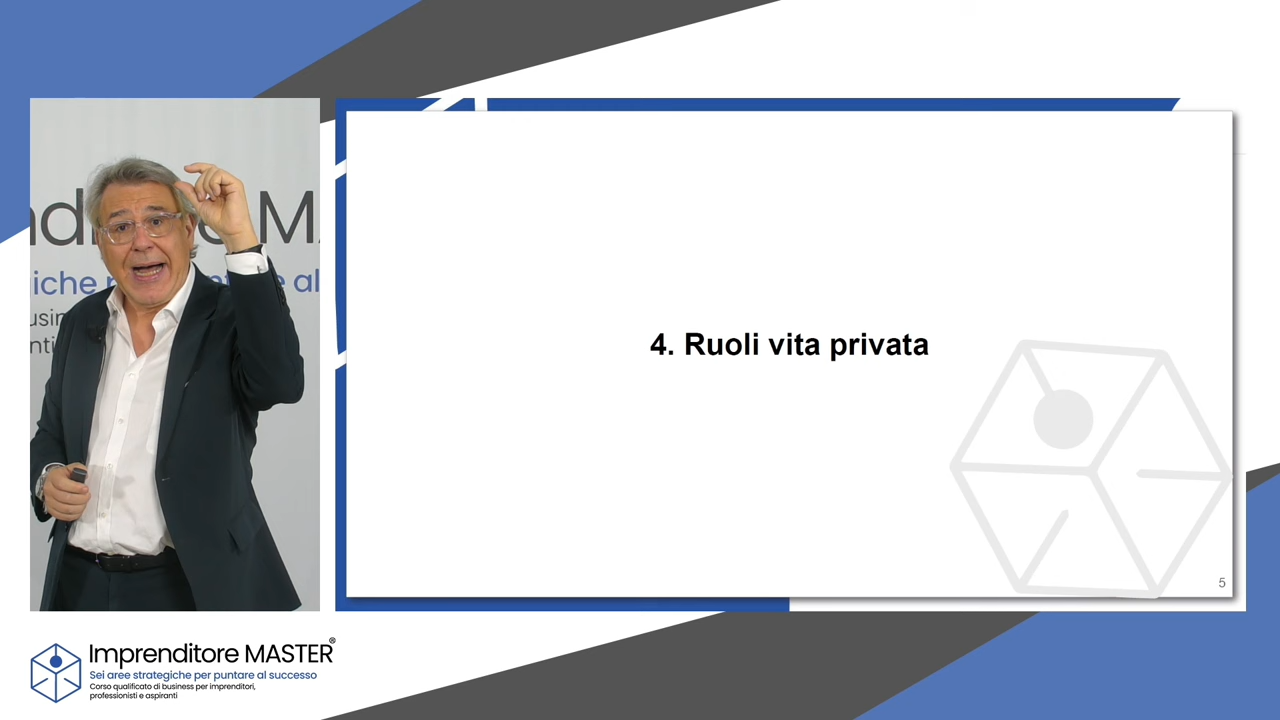 4. Ruoli vita privata
5
Imprenditore MASTER®
Sei aree strategiche per puntare al successo
Corso qualificato di business per imprenditori,
professionisti e aspiranti